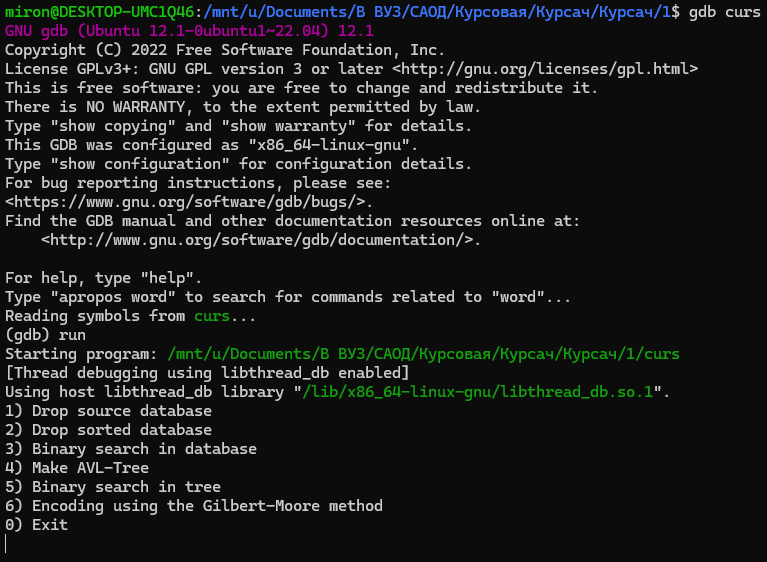 miron@DESKTOP-UMC1Q46:/mnt/u/Documents/В ВУЗ/САОД/Курсовая/Курсач/Курсач/1$ gdb curs
GNU gdb (Ubuntu 12.1-0ubuntu1~22.04) 12.1
Copyright (C) 2022 Free Software Foundation, Inc.
License GPLv3+: GNU GPL version 3 or later <http://gnu.org/licenses/gpl.html>
This is free software: you are free to change and redistribute it.
There is NO WARRANTY, to the extent permitted by law.
Type "show copying" and "show warranty" for details.
This GDB was configured as "x86_64-linux-gnu".
Type "show configuration" for configuration details.
For bug reporting instructions, please see:
<https://www.gnu.org/software/gdb/bugs/>.
Find the GDB manual and other documentation resources online at:
    <http://www.gnu.org/software/gdb/documentation/>.

For help, type "help".
Type "apropos word" to search for commands related to "word"...
Reading symbols from curs...
(gdb) run
Starting program: /mnt/u/Documents/В ВУЗ/САОД/Курсовая/Курсач/Курсач/1/curs
[Thread debugging using libthread_db enabled]
Using host libthread_db library "/lib/x86_64-linux-gnu/libthread_db.so.1".
1) Drop source database
2) Drop sorted database
3) Binary search in database
4) Make AVL-Tree
5) Binary search in tree
6) Encoding using the Gilbert-Moore method
0) Exit